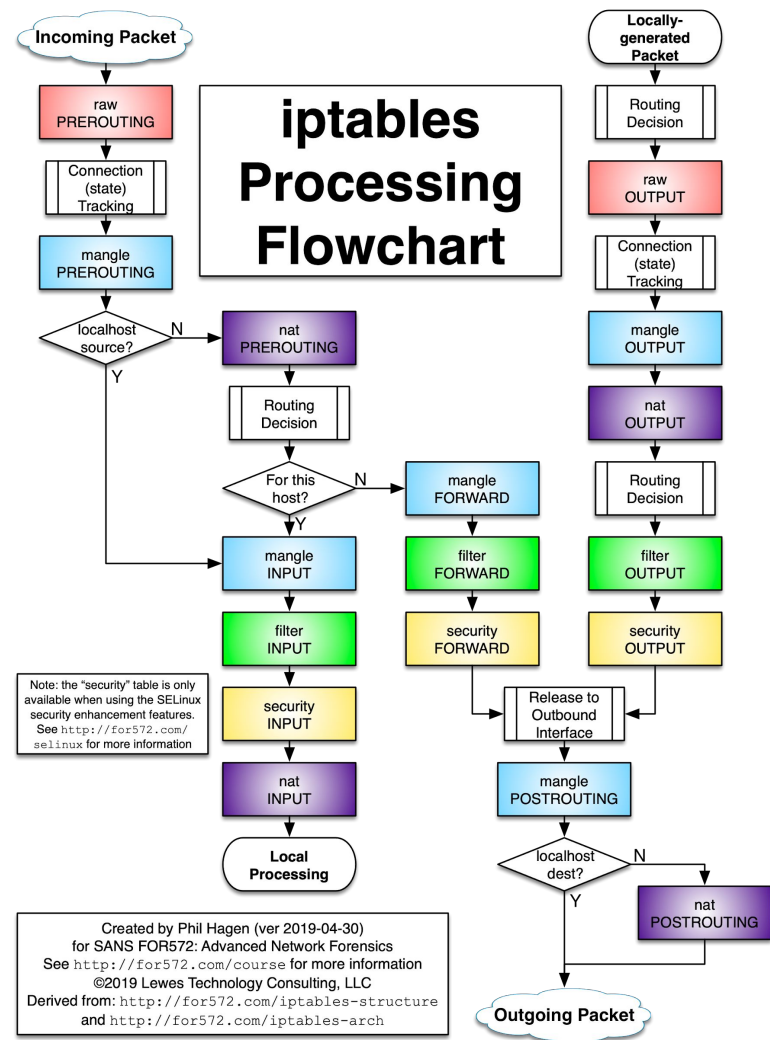 Incoming Packet
raw
PREROUTING
Connection
(state)
Tracking
mangle
PREROUTING
localhost
source?
N
Y
iptables
Processing
Flowchart
nat
PREROUTING
Routing
Decision
For this
host?
N
Y
mangle
INPUT
filter
INPUT
security
INPUT
nat
INPUT
Local
Processing
mangle
FORWARD
filter
FORWARD
security
FORWARD
Locally-
generated
Packet
Routing
Decision
raw
OUTPUT
Connection
(state)
Tracking
mangle
OUTPUT
nat
OUTPUT
Routing
Decision
filter
OUTPUT
security
OUTPUT
Release to
Outbound
Interface
mangle
POSTROUTING
localhost
dest?
N
Y
nat
POSTROUTING
Outgoing Packet
Note: the “security” table is only
available when using the SELinux
security enhancement features.
See http://for572.com/
selinux for more information
Created by Phil Hagen (ver 2019-04-30)
for SANS FOR572: Advanced Network Forensics
See http://for572.com/course for more information
©2019 Lewes Technology Consulting, LLC
Derived from: http://for572.com/iptables-structure
and http://for572.com/iptables-arch